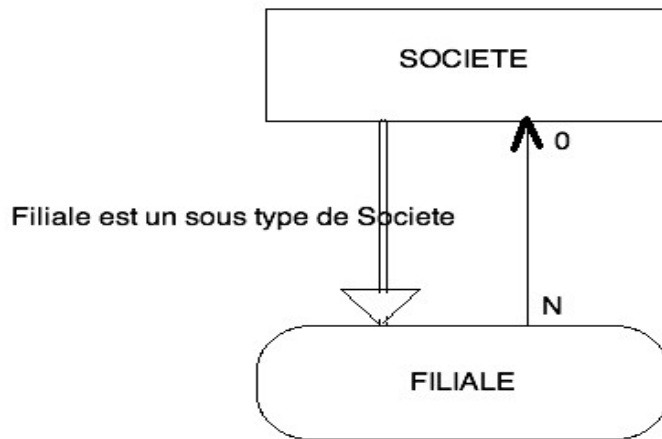 SOCIETE
0
Filiale est un sous type de Societe
N
FILIALE